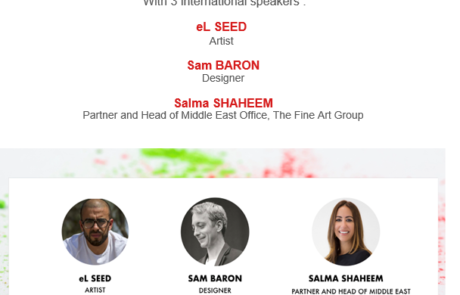 With 3 international speakers :
eL SEED
Artist
Sam BARON
Designer
Salma SHAHEEM
Partner and Head of Middle East Office, The Fine Art Group
eL SEED SAM BARON SALMA SHAHEEM
ARTIST DESIGNER PARTNER AND HEAD OF MIDDLE EAST